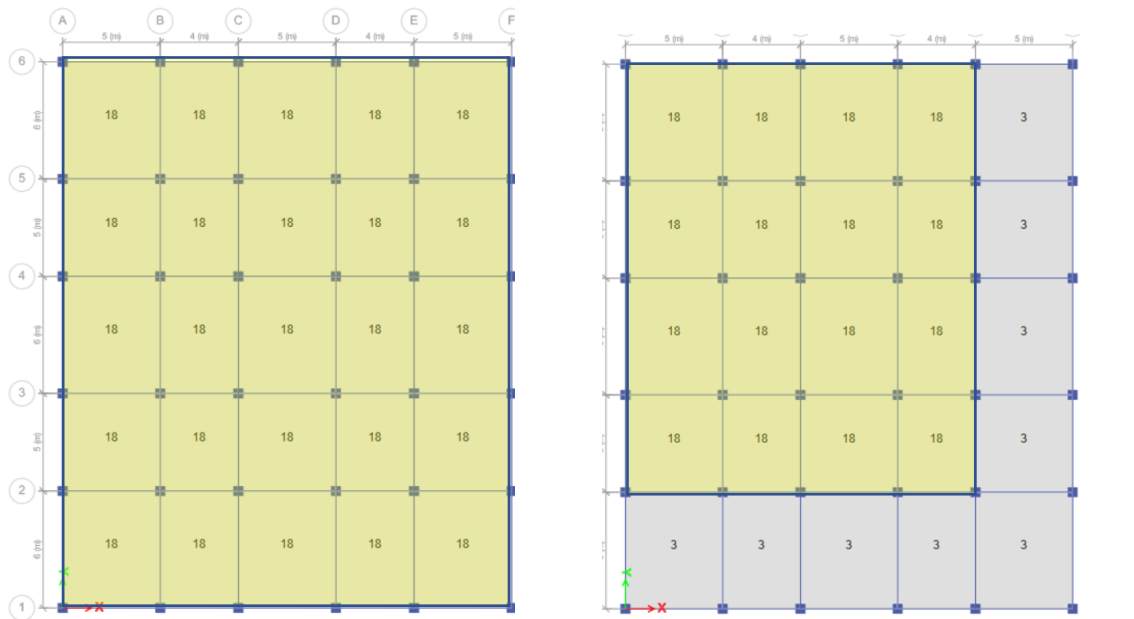 A B C D E F
5 (m) 4 (m) 5 (m) 4 (m) 5 (m)
6
6 (m)
18 18 18 18 18
5
5 (m)
18 18 18 18 18
4
6 (m)
18 18 18 18 18
3
5 (m)
18 18 18 18 18
2
6 (m)
18 18 18 18 18
1
X
5 (m) 4 (m) 5 (m) 4 (m) 5 (m)
18 18 18 18 3
18 18 18 18 3
18 18 18 18 3
18 18 18 18 3
3 3 3 3 3
X